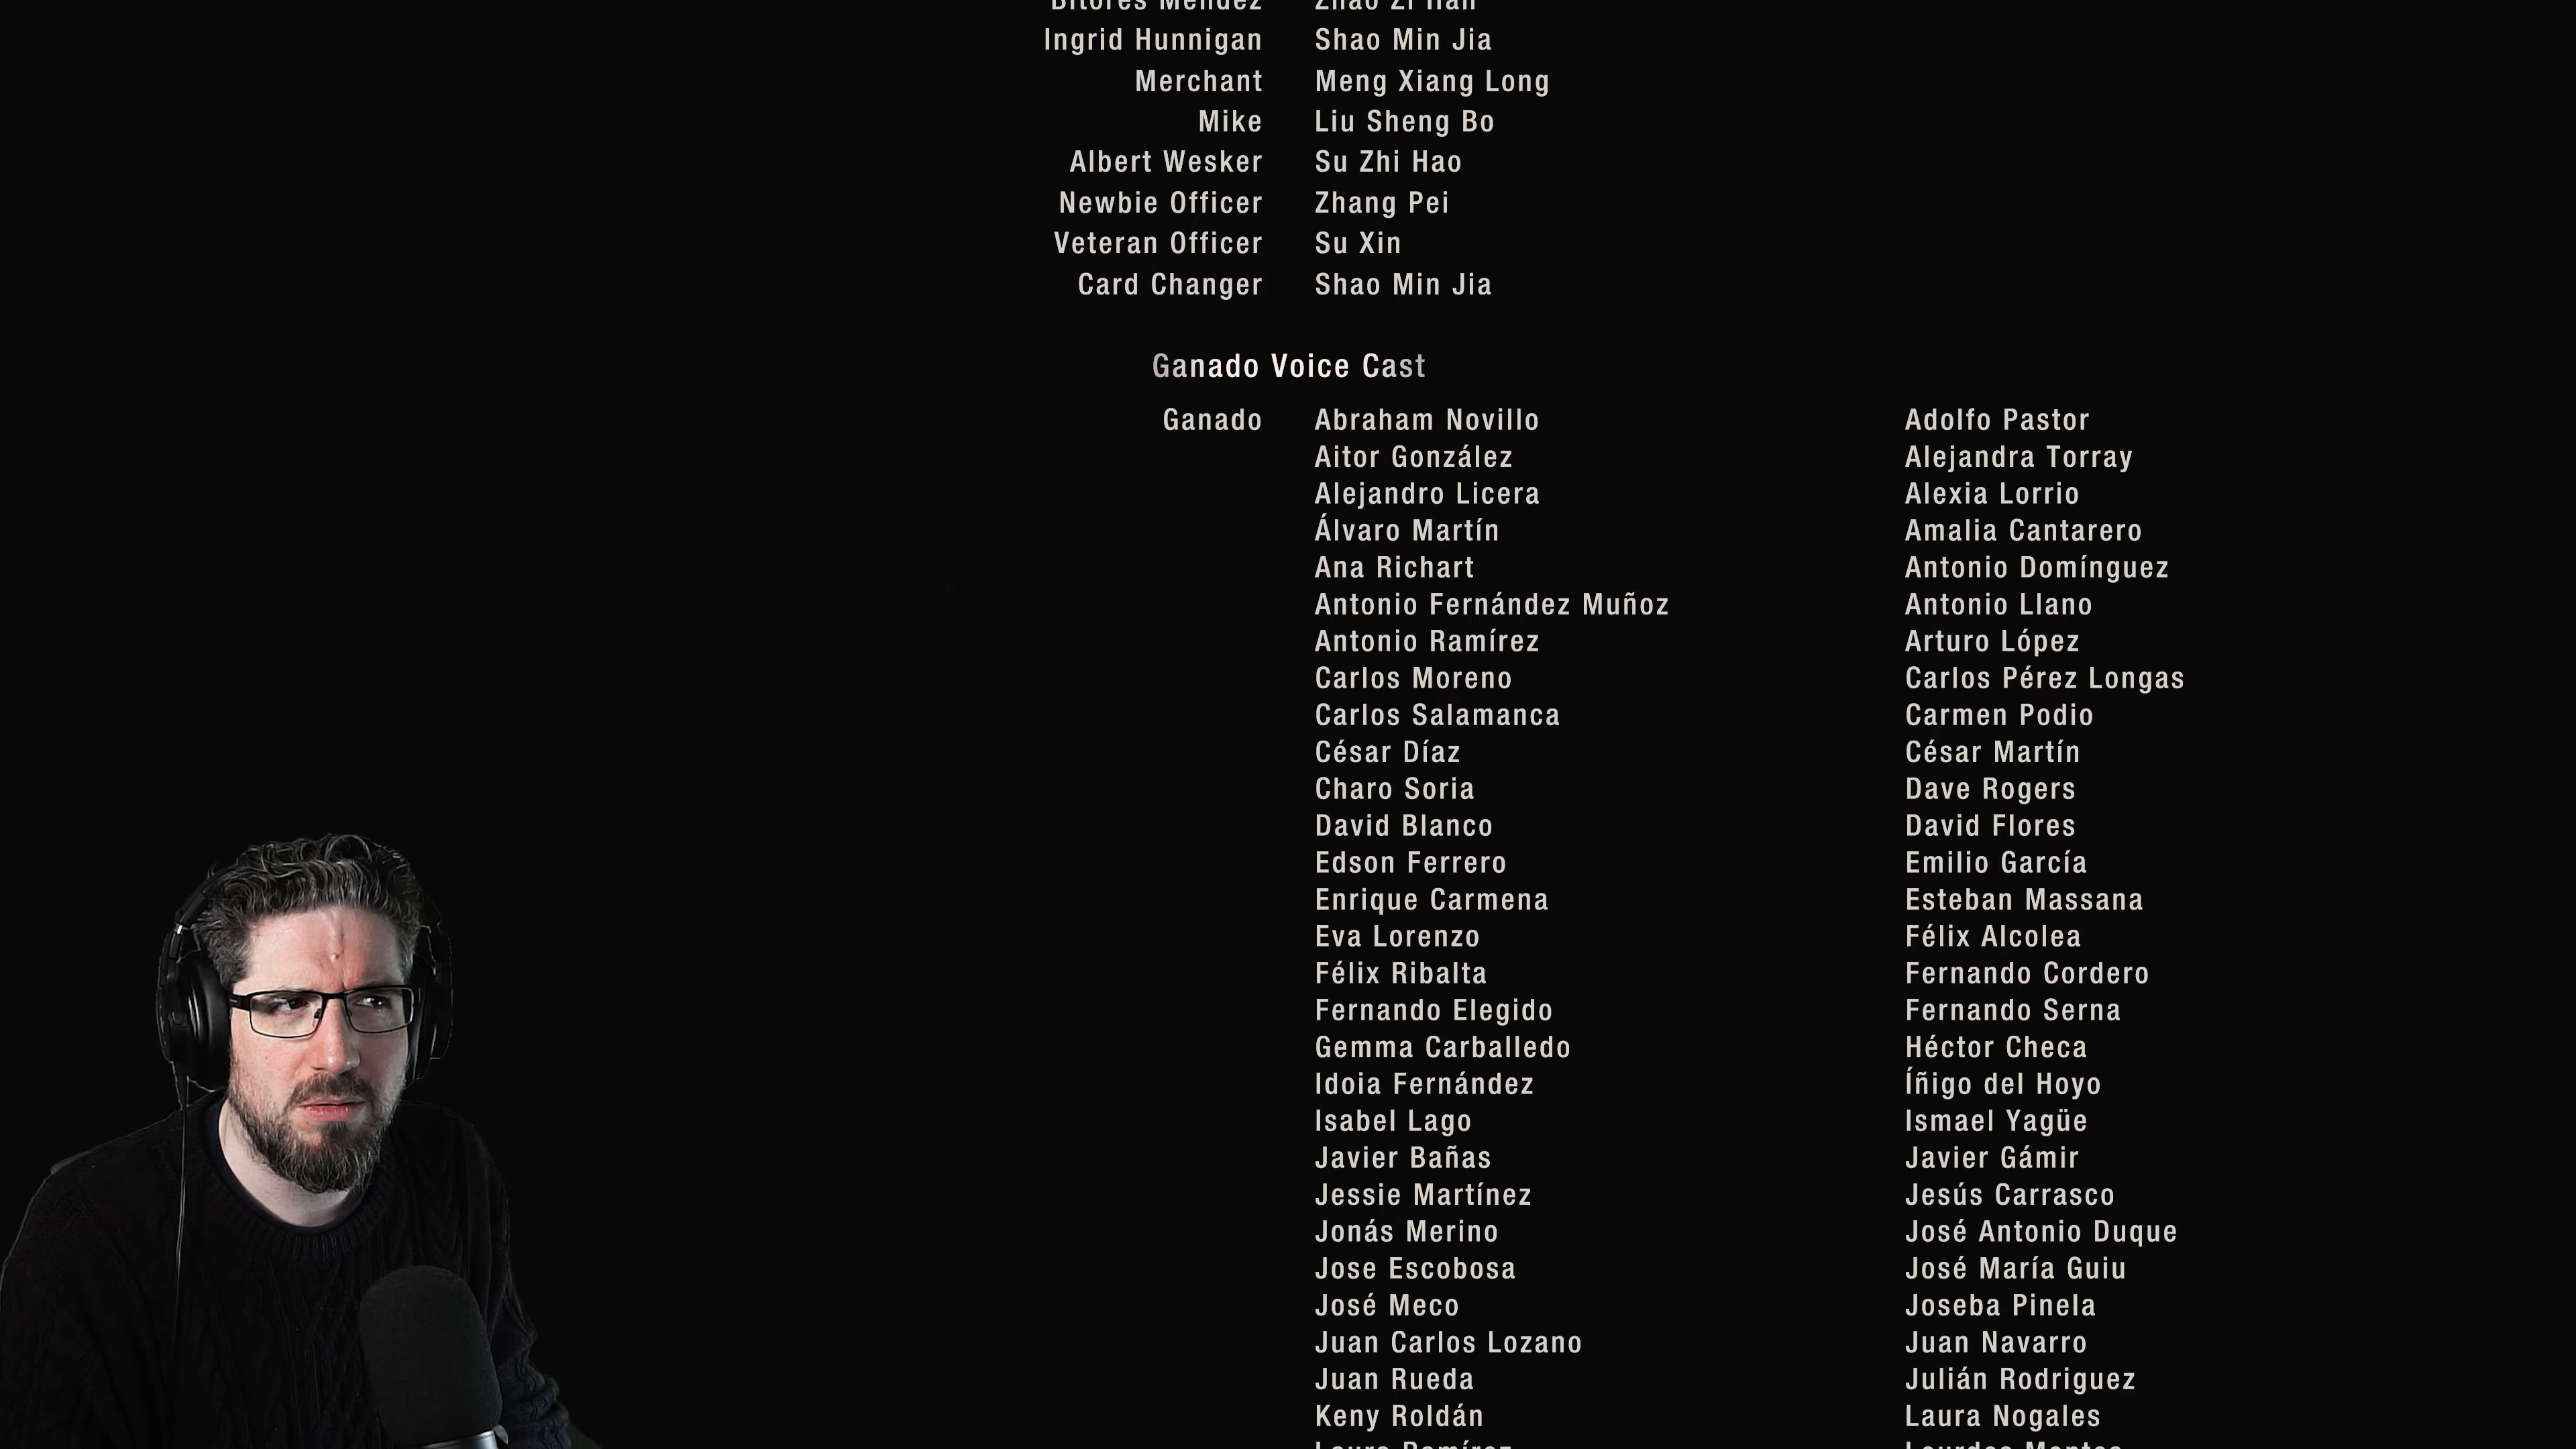 Bitores Mendez Zhao Zi Han
Ingrid Hunnigan Shao Min Jia
Merchant Meng Xiang Long
Mike Liu Sheng Bo
Albert Wesker Su Zhi Hao
Newbie Officer Zhang Pei
Veteran Officer Su Xin
Card Changer Shao Min Jia
Ganado Voice Cast
Ganado Abraham Novillo Adolfo Pastor
Aitor González Alejandra Torray
Alejandro Licera Alexia Lorrio
Álvaro Martín Amalia Cantarero
Ana Richart Antonio Domínguez
Antonio Fernández Muñoz Antonio Llano
Antonio Ramírez Arturo López
Carlos Moreno Carlos Pérez Longas
Carlos Salamanca Carmen Podio
César Díaz César Martín
Charo Soria Dave Rogers
David Blanco David Flores
Edson Ferrero Emilio García
Enrique Carmena Esteban Massana
Eva Lorenzo Félix Alcolea
Félix Ribalta Fernando Cordero
Fernando Elegido Fernando Serna
Gemma Carballedo Héctor Checa
Idoia Fernández Íñigo del Hoyo
Isabel Lago Ismael Yagüe
Javier Bañas Javier Gámir
Jessie Martínez Jesús Carrasco
Jonás Merino José Antonio Duque
Jose Escobosa José María Guiu
José Meco Joseba Pinela
Juan Carlos Lozano Juan Navarro
Juan Rueda Julián Rodriguez
Keny Roldán Laura Nogales
Laura Ramírez